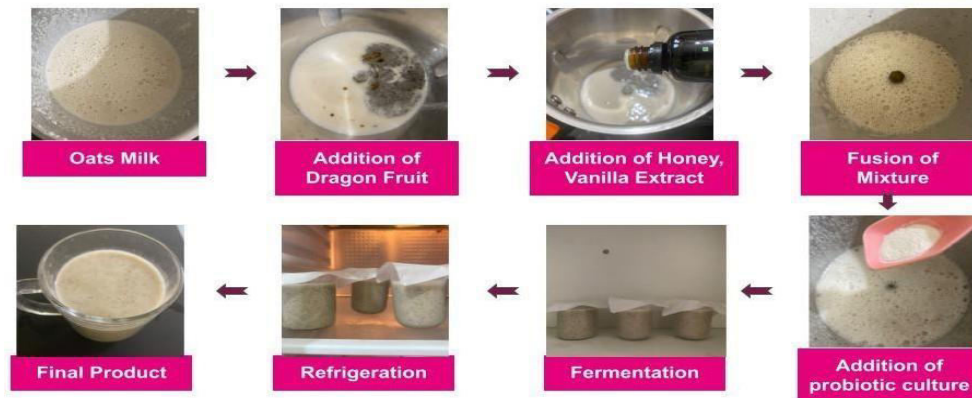 Oats Milk
Addition of
Dragon Fruit
Addition of Honey,
Vanilla Extract
Fusion of
Mixture
Addition of
probiotic culture
Fermentation
Refrigeration
Final Product